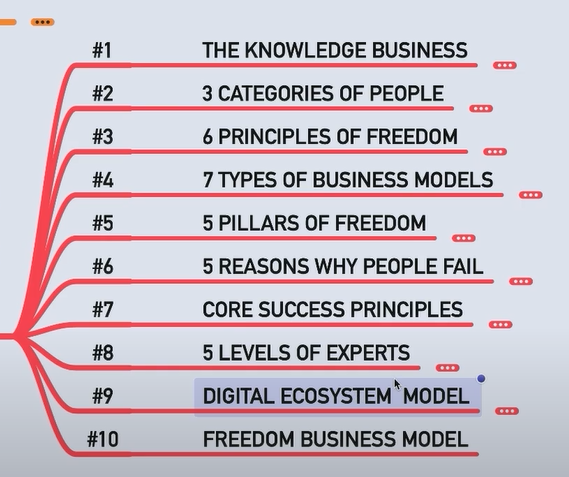 #1 THE KNOWLEDGE BUSINESS
#2 3 CATEGORIES OF PEOPLE
#3 6 PRINCIPLES OF FREEDOM
#4 7 TYPES OF BUSINESS MODELS
#5 5 PILLARS OF FREEDOM
#6 5 REASONS WHY PEOPLE FAIL
#7 CORE SUCCESS PRINCIPLES
#8 5 LEVELS OF EXPERTS
#9 DIGITAL ECOSYSTEM MODEL
#10 FREEDOM BUSINESS MODEL